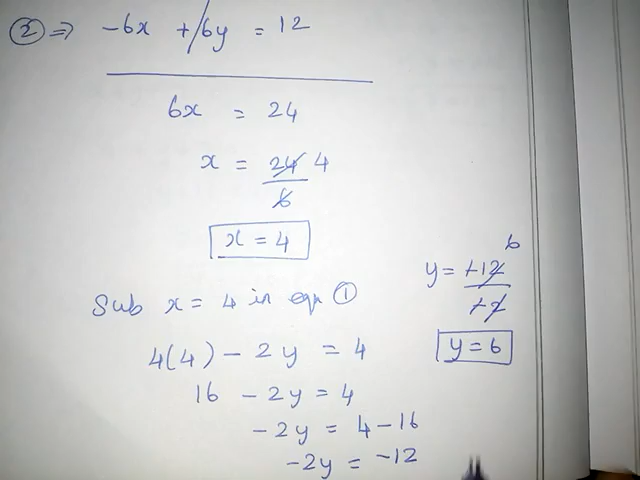 ② ⇒ -6x + 6y = 12
6x = 24
x = 24/6 4
x = 4
Sub x = 4 in eqn ①
4(4) - 2y = 4
16 - 2y = 4
-2y = 4 - 16
-2y = -12
y = +12/+2 6
y = 6